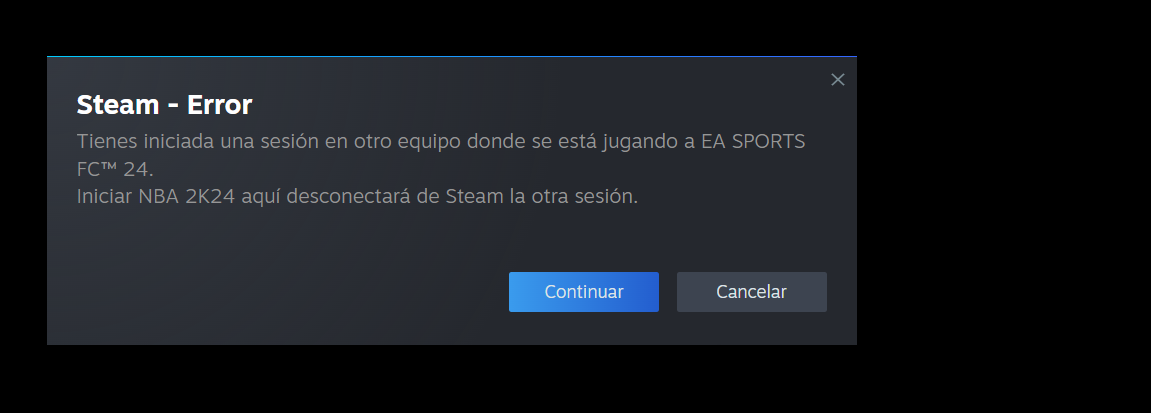 Steam - Error
Tienes iniciada una sesión en otro equipo donde se está jugando a EA SPORTS
FC™ 24.
Iniciar NBA 2K24 aquí desconectará de Steam la otra sesión.
Continuar
Cancelar